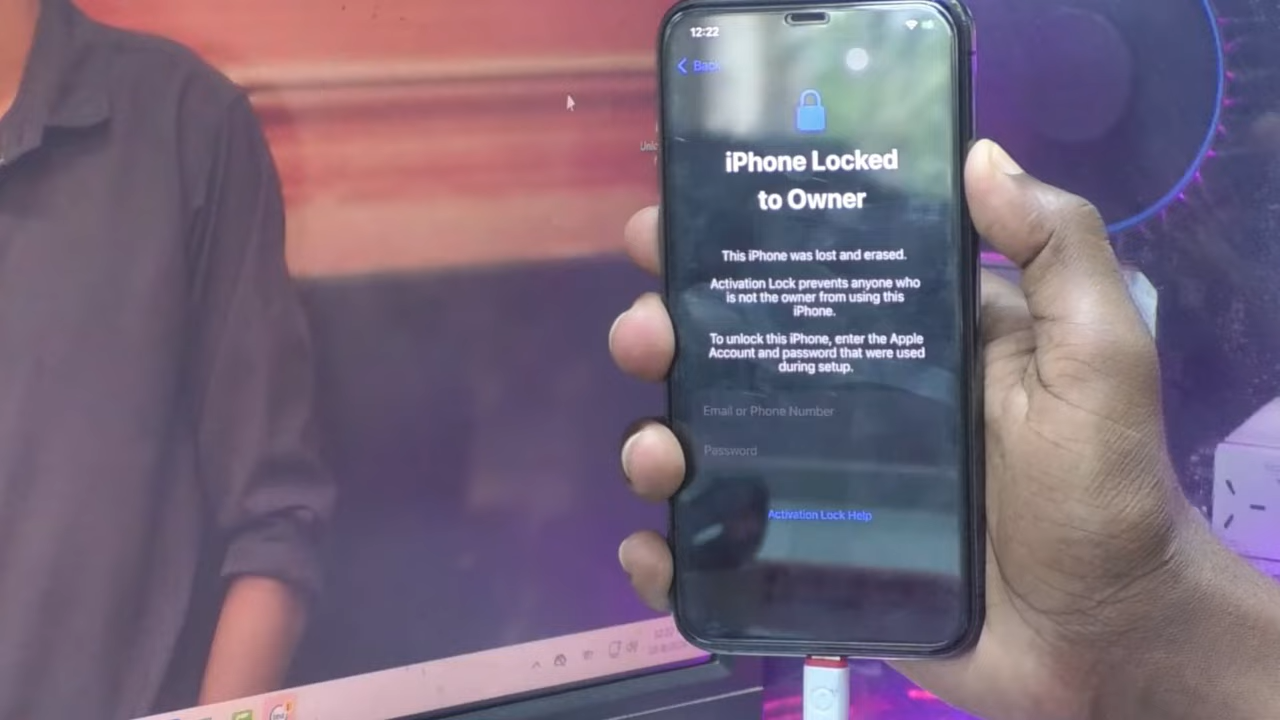 12:22
Back
iPhone Locked
to Owner
This iPhone was lost and erased.
Activation Lock prevents anyone who
is not the owner from using this
iPhone.
To unlock this iPhone, enter the Apple
Account and password that were used
during setup.
Email or Phone Number
Password
Activation Lock Help